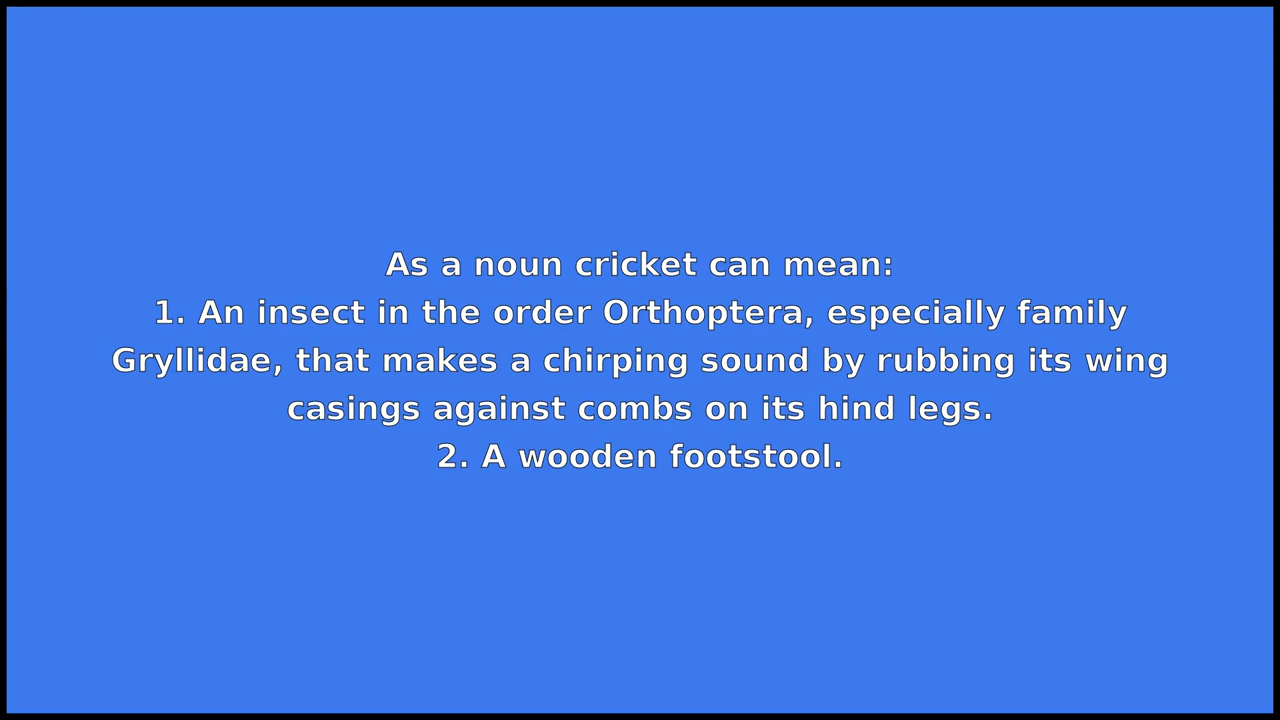 As a noun cricket can mean:
1. An insect in the order Orthoptera, especially family
Gryllidae, that makes a chirping sound by rubbing its wing
casings against combs on its hind legs.
2. A wooden footstool.